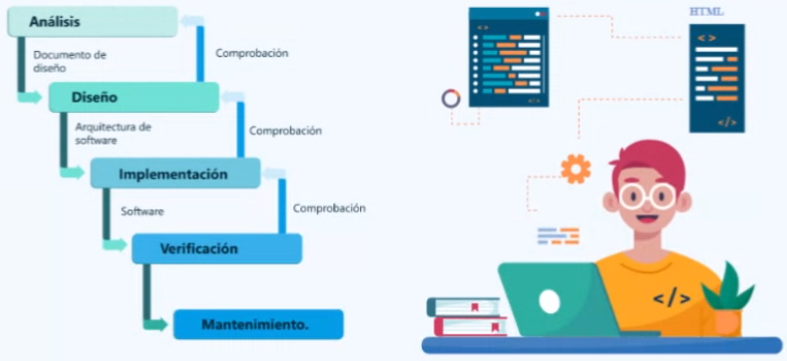 Análisis
Documento de
diseño
Comprobación
Diseño
Arquitectura de
software
Comprobación
Implementación
Software
Comprobación
Verificación
Mantenimiento.
HTML
< >
</>
< >
</>
</>